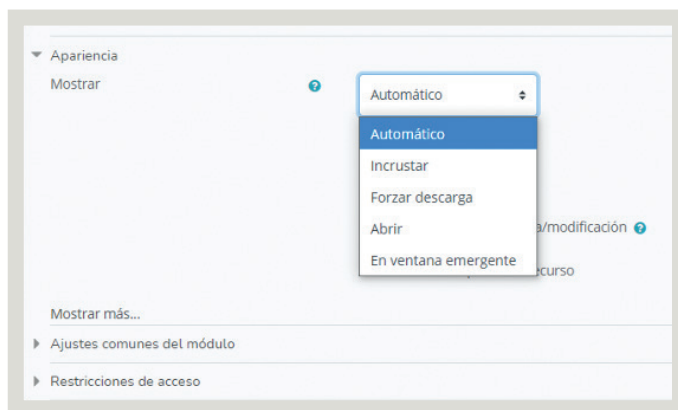 Apariencia
Mostrar
Automático
Automático
Incrustar
Forzar descarga
Abrir
a/modificación
En ventana emergente
ecurso
Mostrar más...
Ajustes comunes del módulo
Restricciones de acceso